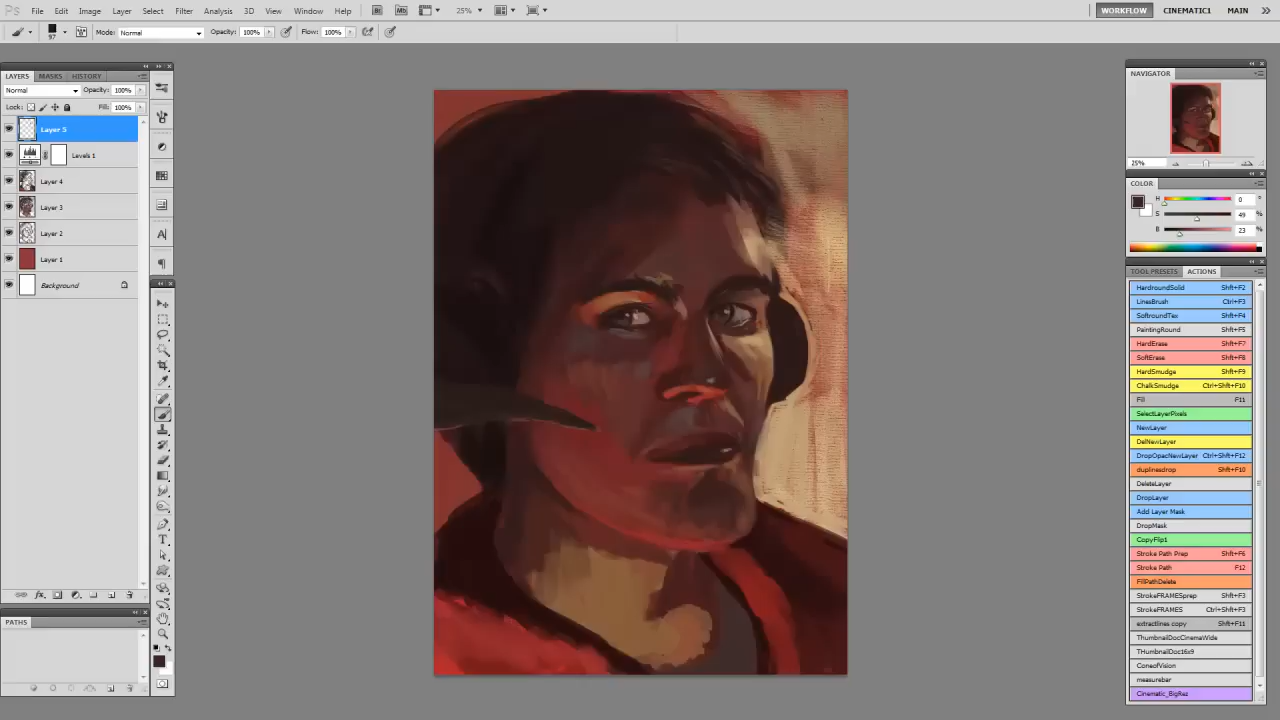 Ps File Edit Image Layer Select Filter Analysis 3D View Window Help Br Mb 25% WORKFLOW CINEMATIC1 MAIN
97 Mode: Normal Opacity: 100% Flow: 100%
LAYERS MASKS HISTORY
Normal Opacity: 100%
Lock: Fill: 100%
Layer 5
Levels 1
Layer 4
Layer 3
Layer 2
Layer 1
Background
PATHS
NAVIGATOR
25%
COLOR
H 0 °
S 49 %
B 23 %
TOOL PRESETS ACTIONS
HardroundSolid Shft+F2
LinesBrush Ctrl+F3
SoftroundTex Shft+F4
PaintingRound Shft+F5
HardErase Shft+F7
SoftErase Shft+F8
HardSmudge Shft+F9
ChalkSmudge Ctrl+Shft+F10
Fill F11
SelectLayerPixels
NewLayer
DelNewLayer
DropOpacNewLayer Ctrl+Shft+F12
duplinesdrop Shft+F10
DeleteLayer
DropLayer
Add Layer Mask
DropMask
CopyFlip1
Stroke Path Prep Shft+F6
Stroke Path F12
FillPathDelete
StrokeFRAMESprep Shft+F3
StrokeFRAMES Ctrl+Shft+F3
extractlines copy Shft+F11
ThumbnailDocCinemaWide
THumbnailDoc16x9
ConeofVision
measurebar
Cinematic_BigRez